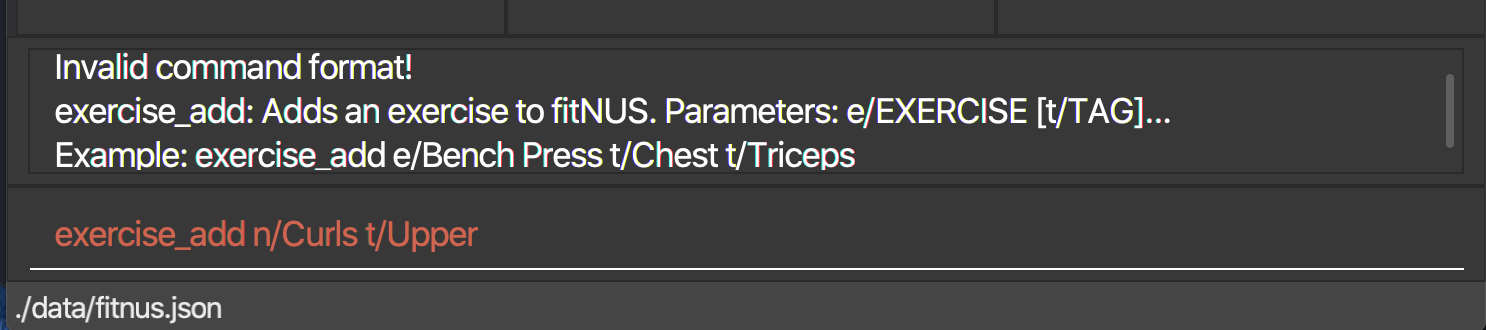 Invalid command format!
exercise_add: Adds an exercise to fitNUS. Parameters: e/EXERCISE [t/TAG]...
Example: exercise_add e/Bench Press t/Chest t/Triceps
exercise_add n/Curls t/Upper
./data/fitnus.json